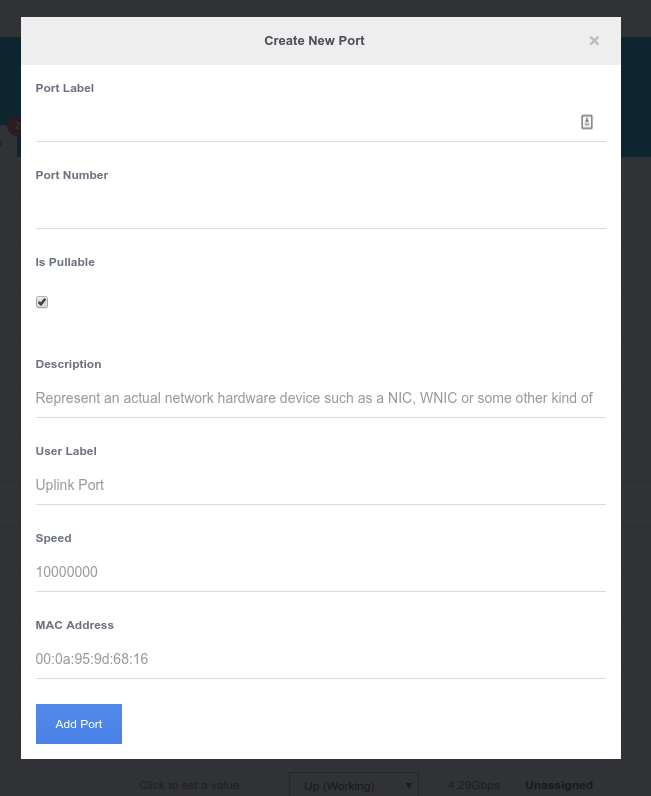 Create New Port
×
Port Label
Port Number
Is Pullable
Description
Represent an actual network hardware device such as a NIC, WNIC or some other kind of
User Label
Uplink Port
Speed
10000000
MAC Address
00:0a:95:9d:68:16
Add Port
Click to set a value Up (Working) 4.29Gbps Unassigned